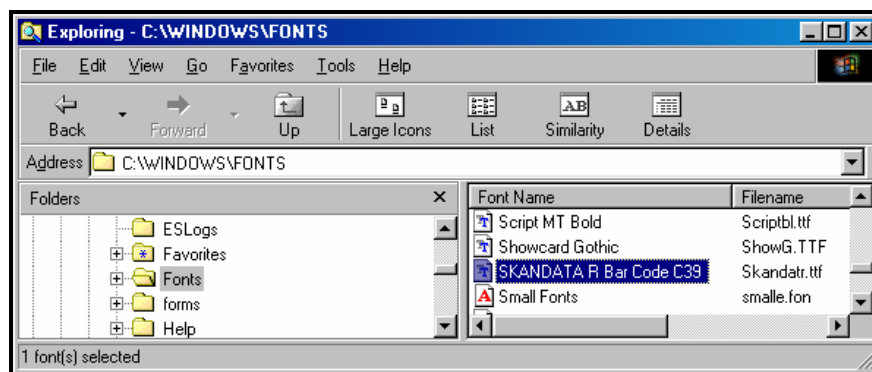 Exploring - C:\WINDOWS\FONTS
File Edit View Go Favorites Tools Help
Back Forward Up Large Icons List Similarity Details
Address C:\WINDOWS\FONTS
Folders
ESLogs
Favorites
Fonts
forms
Help
Font Name Filename
Script MT Bold Scriptbl.ttf
Showcard Gothic ShowG.TTF
SKANDATA R Bar Code C39 Skandatr.ttf
Small Fonts smalle.fon
1 font(s) selected